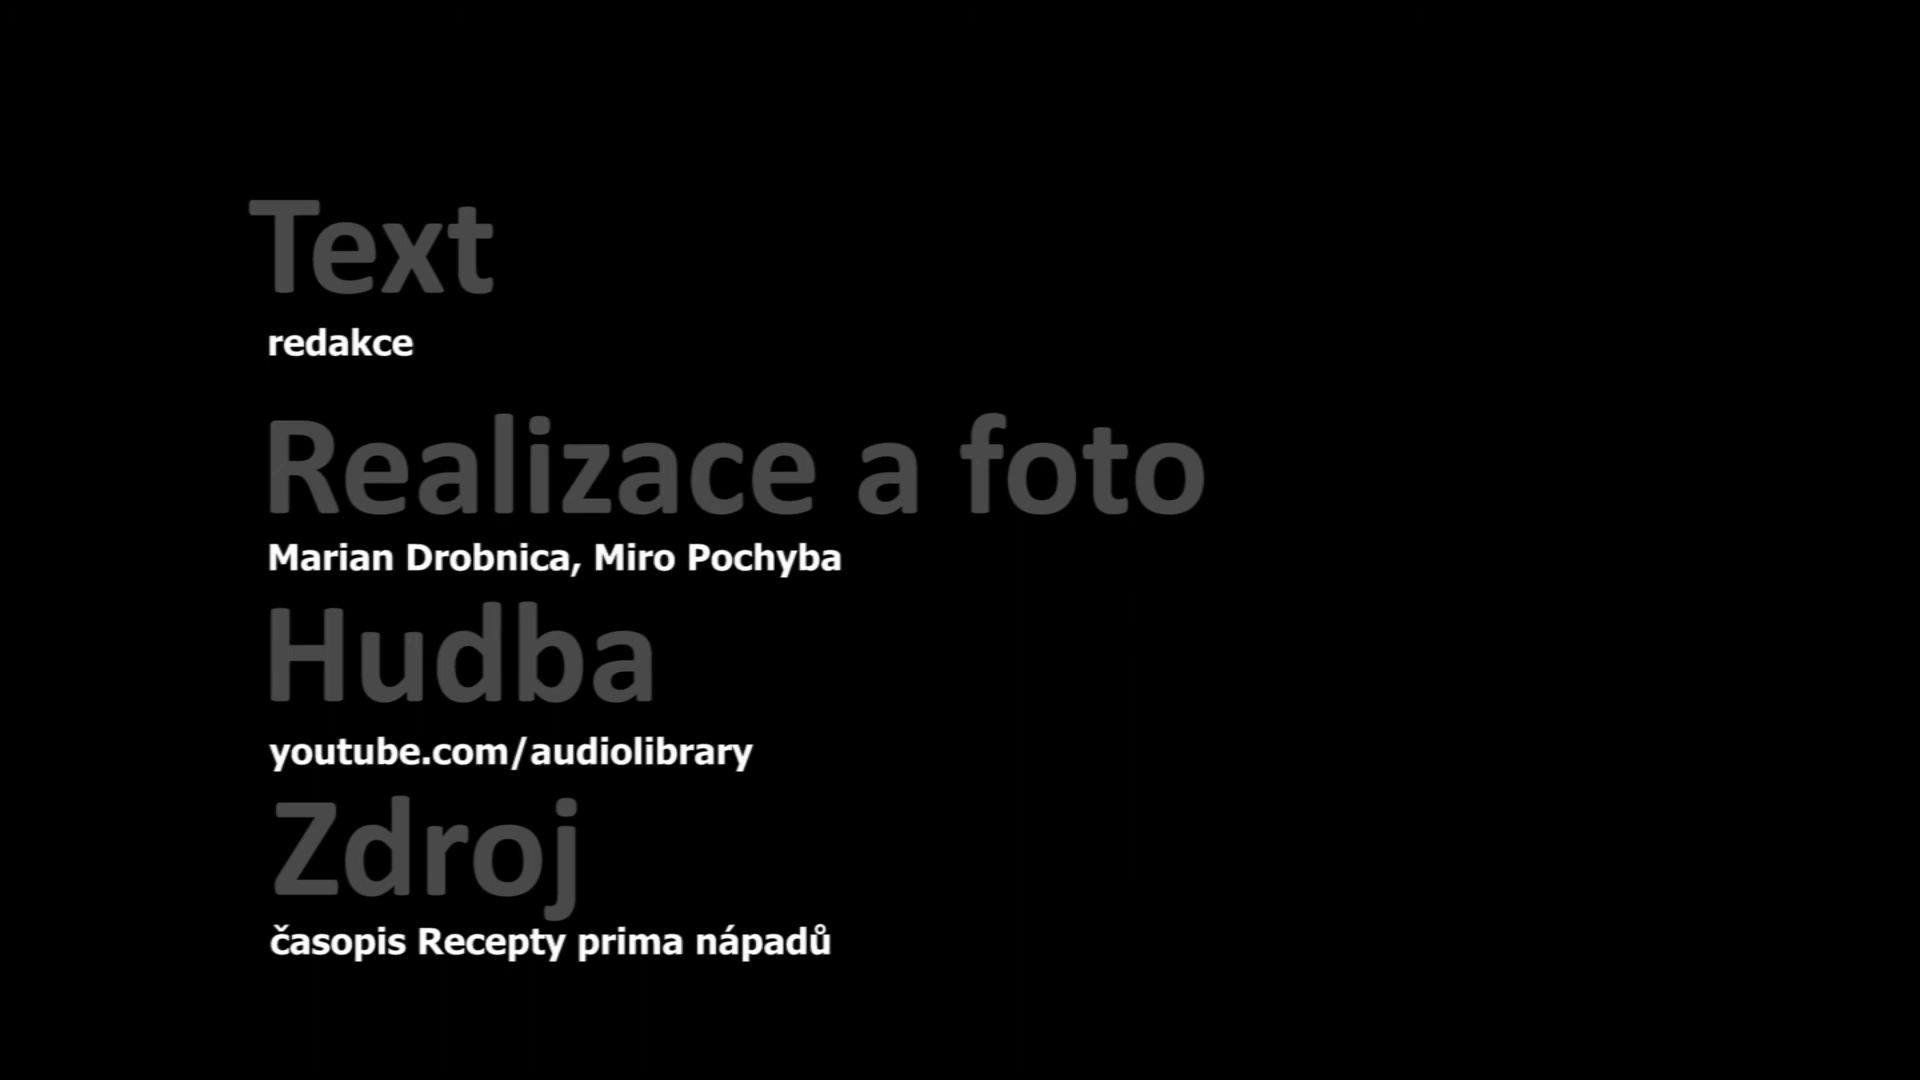 Text
redakce
Realizace a foto
Marian Drobnica, Miro Pochyba
Hudba
youtube.com/audiolibrary
Zdroj
časopis Recepty prima nápadů